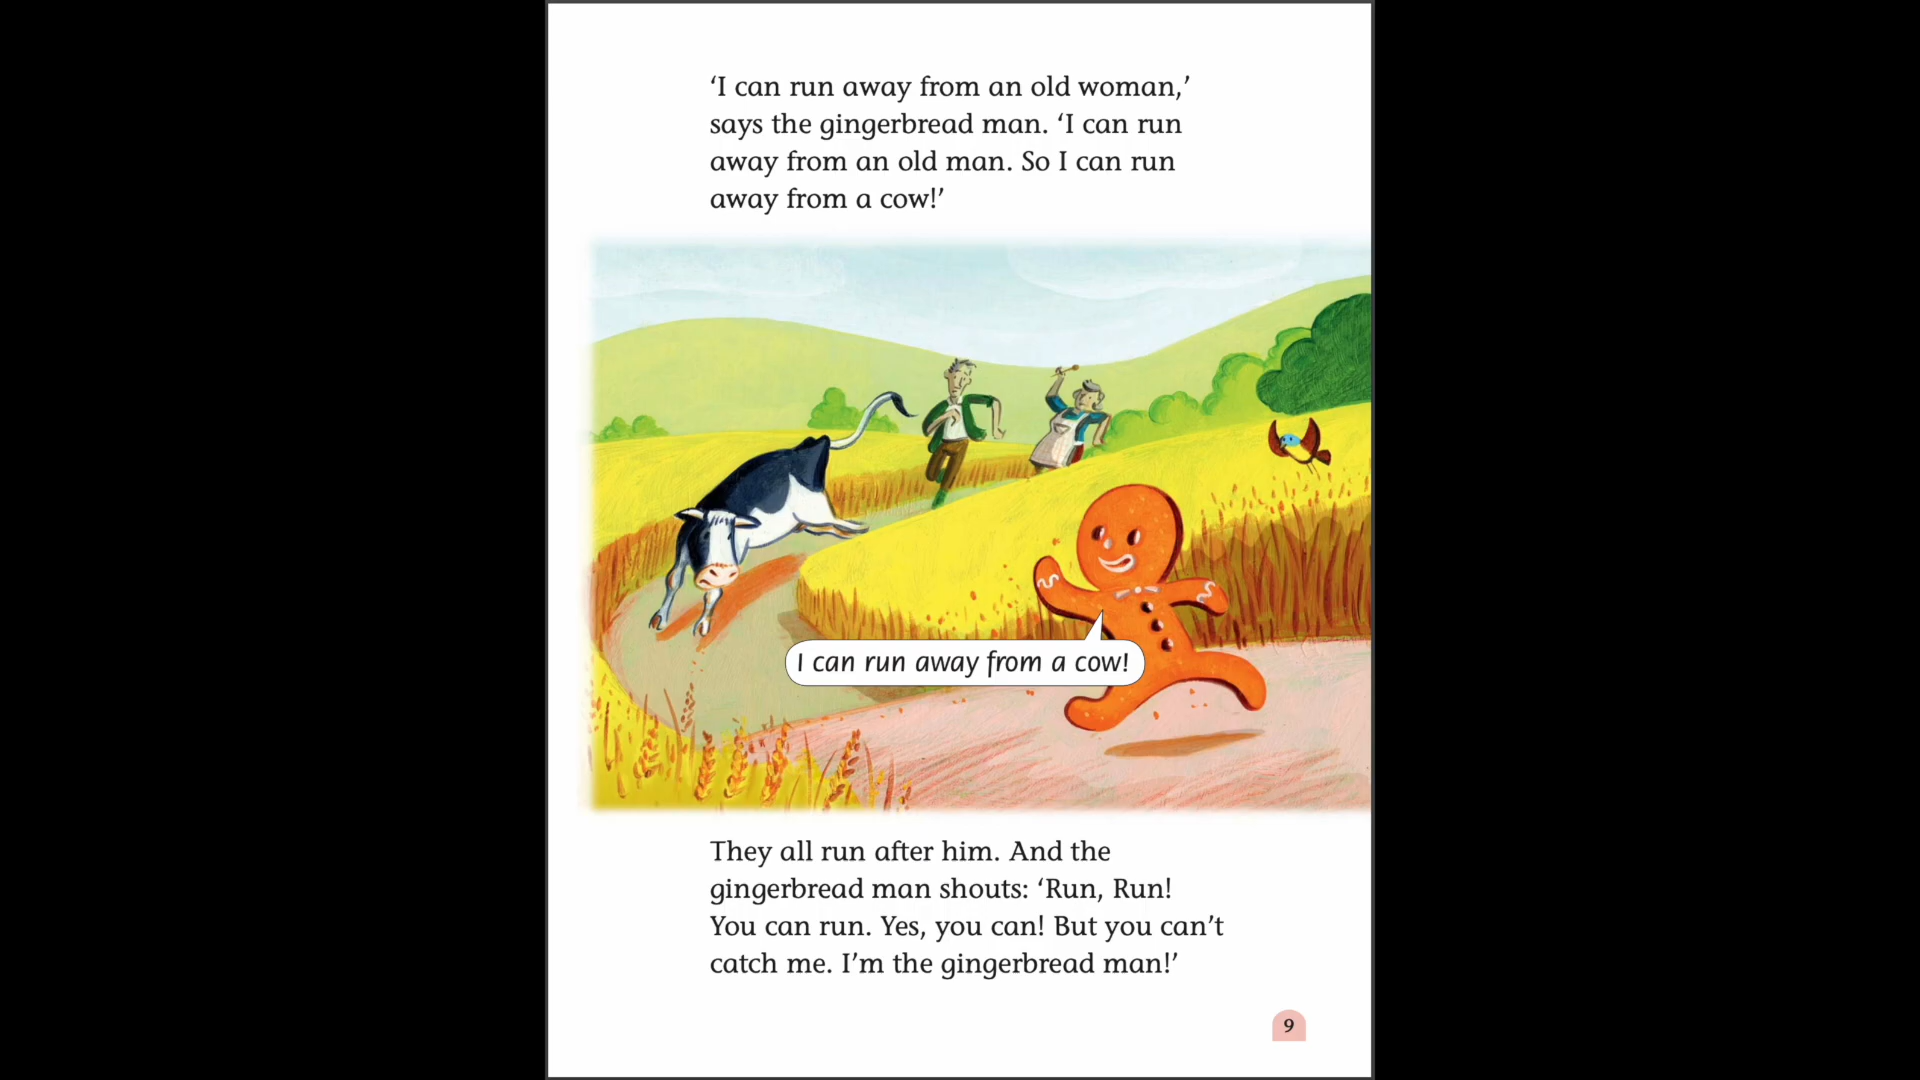 ‘I can run away from an old woman,’
says the gingerbread man. ‘I can run
away from an old man. So I can run
away from a cow!’
I can run away from a cow!
They all run after him. And the
gingerbread man shouts: ‘Run, Run!
You can run. Yes, you can! But you can’t
catch me. I’m the gingerbread man!’
9